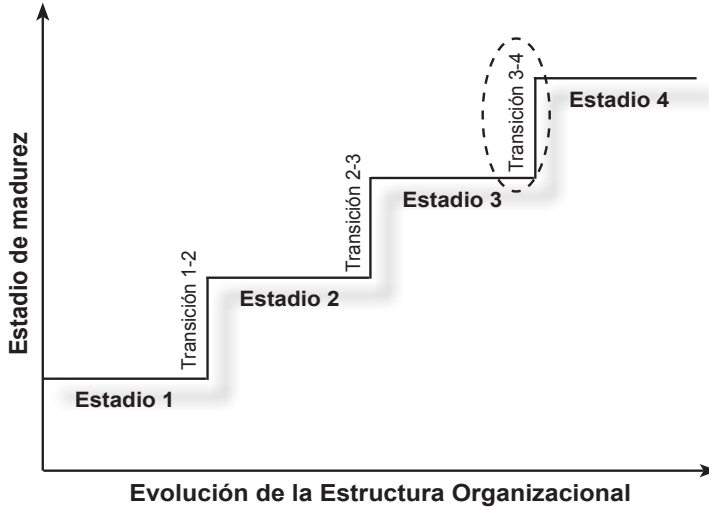 Transición 3-4
Estadio 4
Transición 2-3
Estadio 3
Transición 1-2
Estadio 2
Estadio 1
Estadio de madurez
Evolución de la Estructura Organizacional